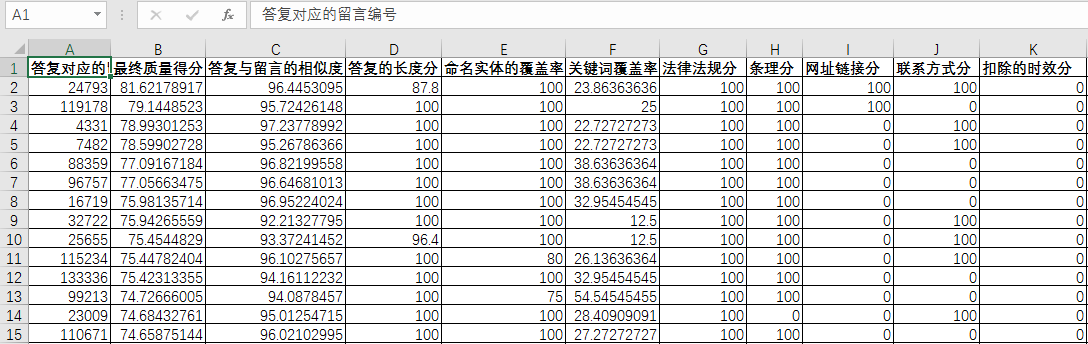 A1 答复对应的留言编号
A B C D E F G H I J K
1 答复对应的 最终质量得分 答复与留言的相似度 答复的长度分 命名实体的覆盖率 关键词覆盖率 法律法规分 条理分 网址链接分 联系方式分 扣除的时效分
2 24793 81.62178917 96.4453095 87.8 100 23.86363636 100 100 100 100 0
3 119178 79.1448523 95.72426148 100 100 25 100 100 100 0 0
4 4331 78.99301253 97.23778992 100 100 22.72727273 100 100 0 100 0
5 7482 78.59902728 95.26786366 100 100 22.72727273 100 100 0 100 0
6 88359 77.09167184 96.82199558 100 100 38.63636364 100 100 0 0 0
7 96757 77.05663475 96.64681013 100 100 38.63636364 100 100 0 0 0
8 16719 75.98135714 96.95224024 100 100 32.95454545 100 100 0 0 0
9 32722 75.94265559 92.21327795 100 100 12.5 100 100 0 100 0
10 25655 75.4544829 93.37241452 96.4 100 12.5 100 100 0 100 0
11 115234 75.44782404 96.10275657 100 80 26.13636364 100 100 0 100 0
12 133336 75.42313355 94.16112232 100 100 32.95454545 100 100 0 0 0
13 99213 74.72666005 94.0878457 100 75 54.54545455 100 100 0 0 0
14 23009 74.68432761 95.01254715 100 100 28.40909091 100 0 0 100 0
15 110671 74.65875144 96.02102995 100 100 27.27272727 100 100 0 0 0